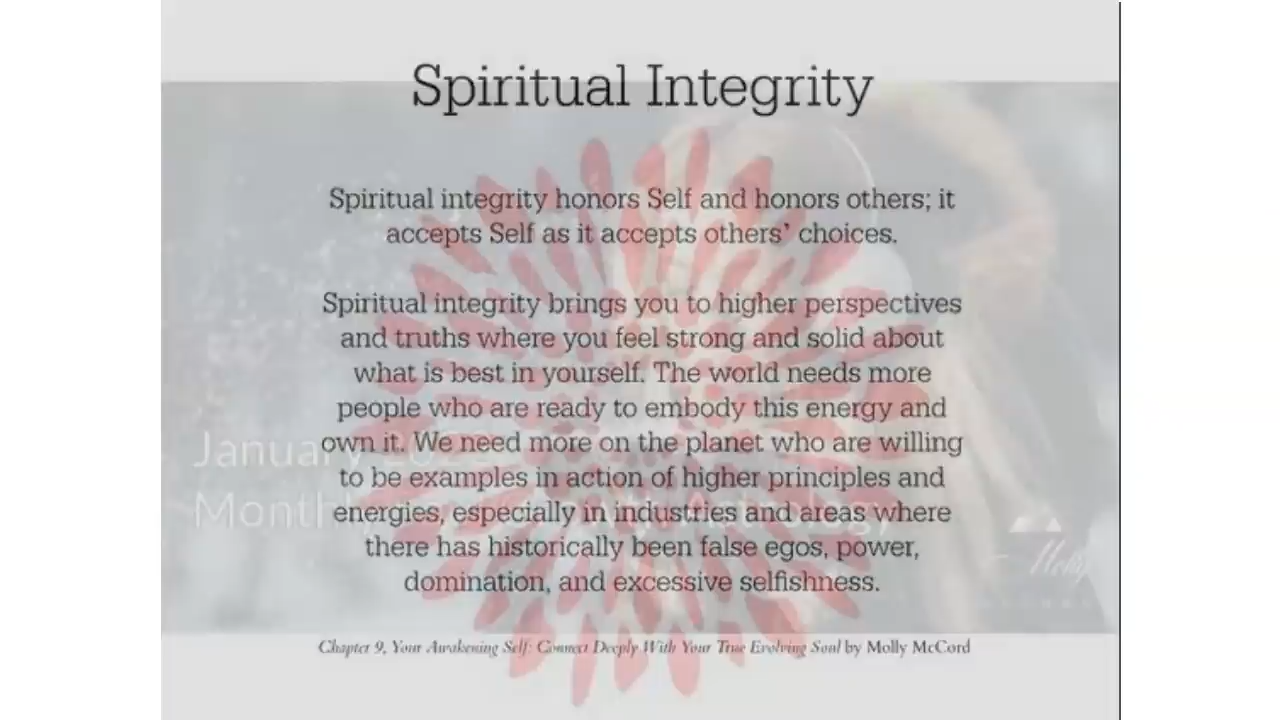 Spiritual Integrity
Spiritual integrity honors Self and honors others; it
accepts Self as it accepts others' choices.
Spiritual integrity brings you to higher perspectives
and truths where you feel strong and solid about
what is best in yourself. The world needs more
people who are ready to embody this energy and
own it. We need more on the planet who are willing
to be examples in action of higher principles and
energies, especially in industries and areas where
there has historically been false egos, power,
domination, and excessive selfishness.
January
Chapter 9, Your Awakening Self: Connect Deeply With Your True Evolving Soul by Molly McCord
Molly